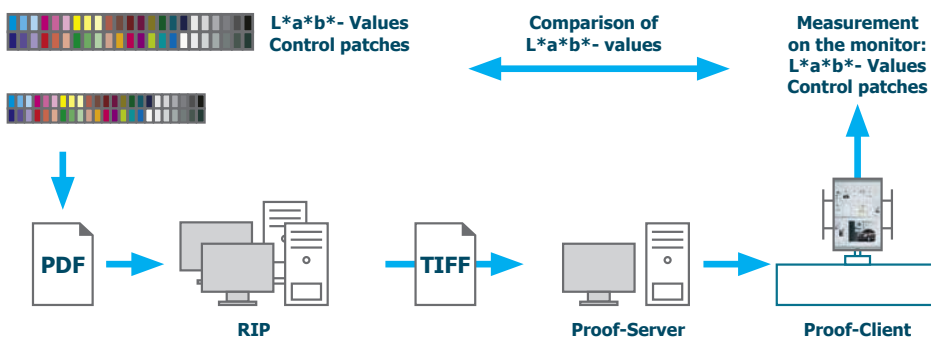 L*a*b*- Values
Control patches
Comparison of
L*a*b*- values
Measurement
on the monitor:
L*a*b*- Values
Control patches
PDF
TIFF
RIP
Proof-Server
Proof-Client